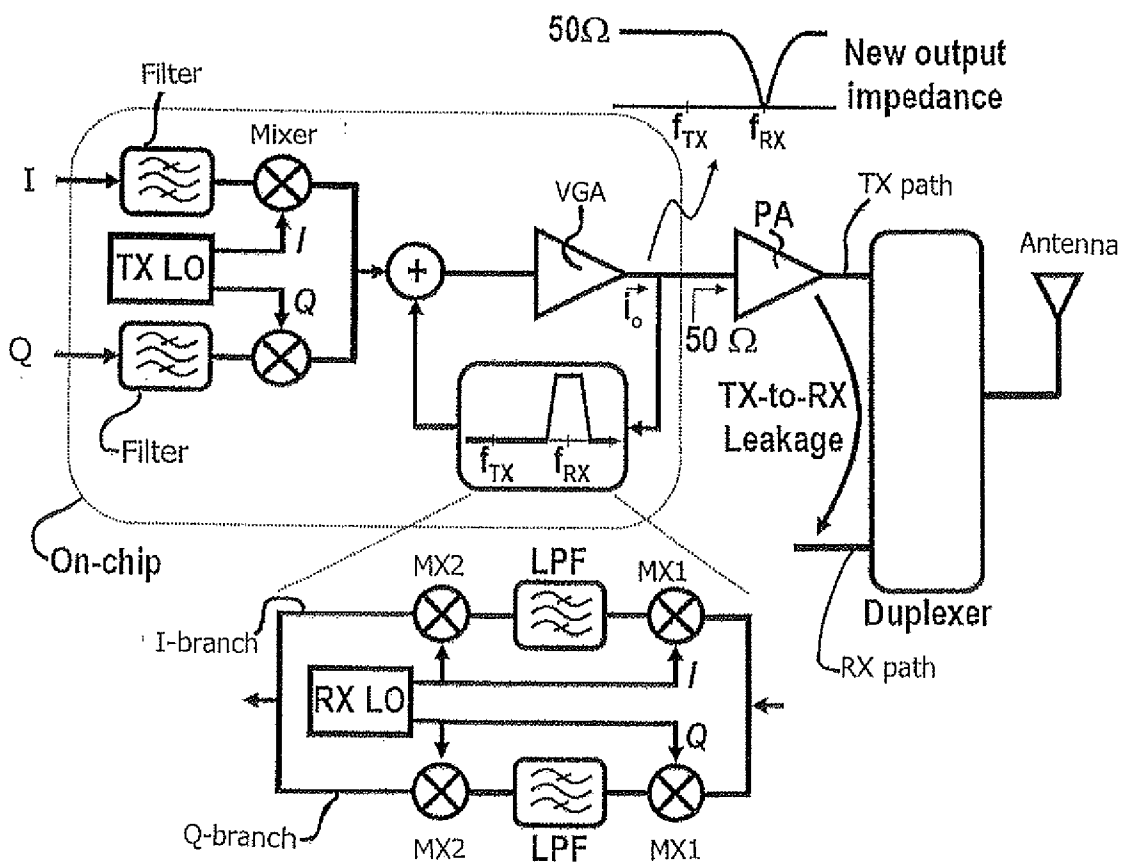 50Ω
New output
impedance
f_TX
f_RX
Filter
Mixer
I
TX LO
I
Q
Q
Filter
On-chip
+
VGA
i_o
50 Ω
PA
TX path
Antenna
TX-to-RX
Leakage
f_TX
f_RX
Duplexer
RX path
MX2
LPF
MX1
I-branch
RX LO
I
Q
Q-branch
MX2
LPF
MX1